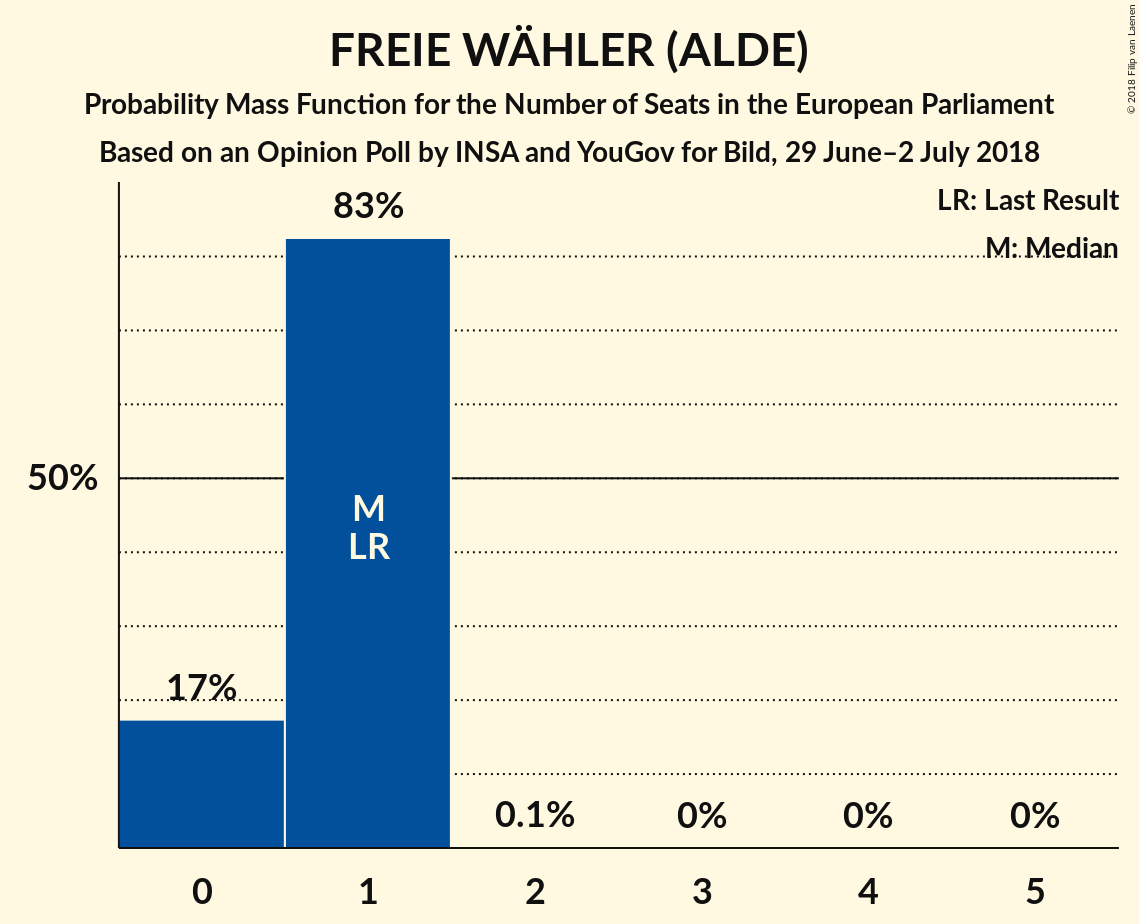 FREIE WÄHLER (ALDE)
Probability Mass Function for the Number of Seats in the European Parliament
Based on an Opinion Poll by INSA and YouGov for Bild, 29 June–2 July 2018
© 2018 Filip van Laenen
LR: Last Result
M: Median
83%
50%
M
LR
17%
0.1%
0%
0%
0%
0
1
2
3
4
5